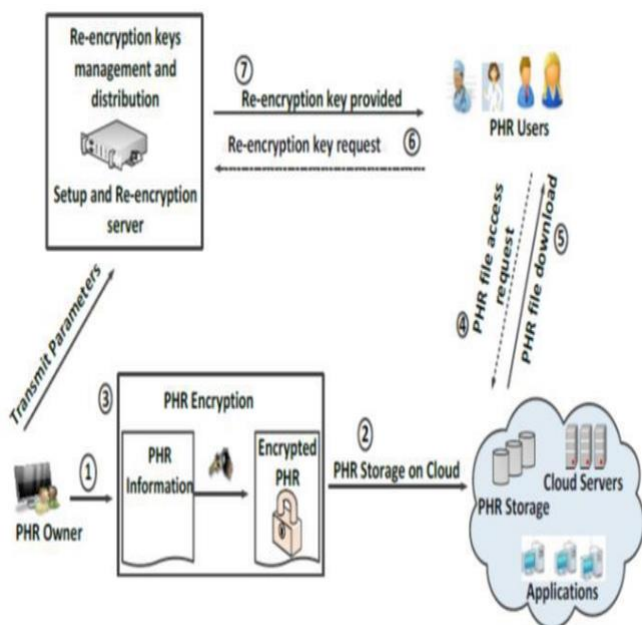 Re-encryption keys
management and
distribution
Setup and Re-encryption
server
⑦
Re-encryption key provided
Re-encryption key request
⑥
PHR Users
PHR file access
request
④
PHR file download
⑤
Transmit Parameters
③
PHR Encryption
PHR
Information
Encrypted
PHR
①
PHR Owner
②
PHR Storage on Cloud
Cloud Servers
PHR Storage
Applications